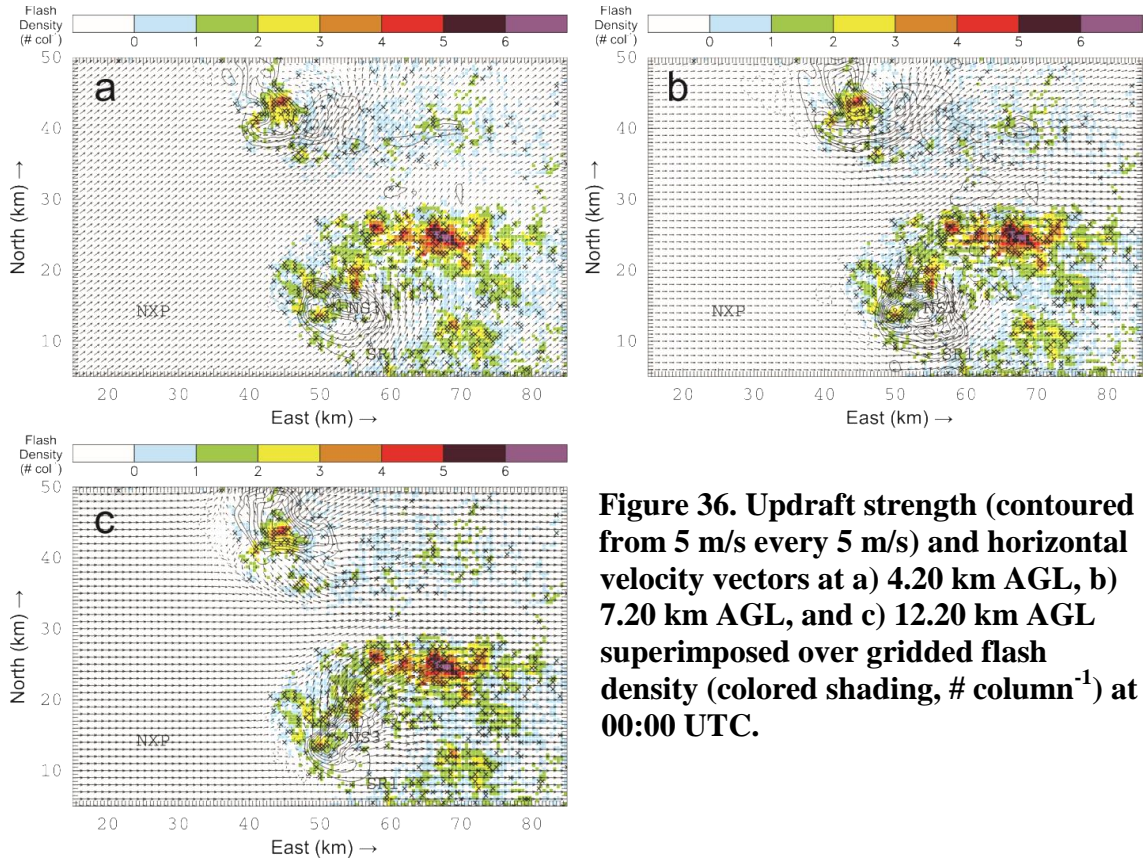 Flash
Density
(# col⁻)
0 1 2 3 4 5 6
a
50
40
30
20
10
North (km) →
NXP
NS3
SR1
20 30 40 50 60 70 80
East (km) →
Flash
Density
(# col⁻)
0 1 2 3 4 5 6
b
50
40
30
20
10
North (km) →
NXP
NS3
SR1
20 30 40 50 60 70 80
East (km) →
Flash
Density
(# col⁻)
0 1 2 3 4 5 6
c
50
40
30
20
10
North (km) →
NXP
NS3
SR1
20 30 40 50 60 70 80
East (km) →
Figure 36. Updraft strength (contoured
from 5 m/s every 5 m/s) and horizontal
velocity vectors at a) 4.20 km AGL, b)
7.20 km AGL, and c) 12.20 km AGL
superimposed over gridded flash
density (colored shading, # column⁻¹) at
00:00 UTC.